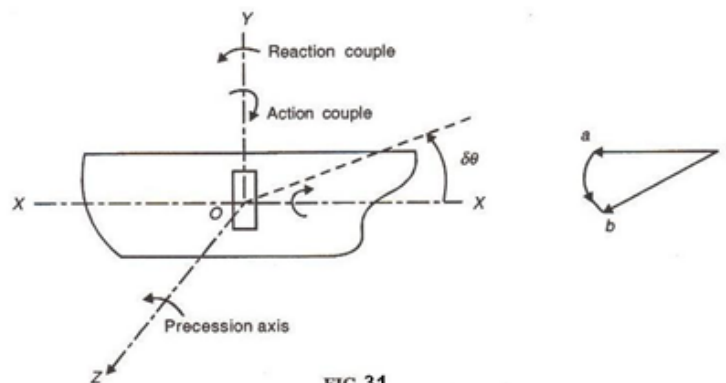 Y
Reaction couple
Action couple
a
δθ
X
O
X
b
Precession axis
Z
FIG 31